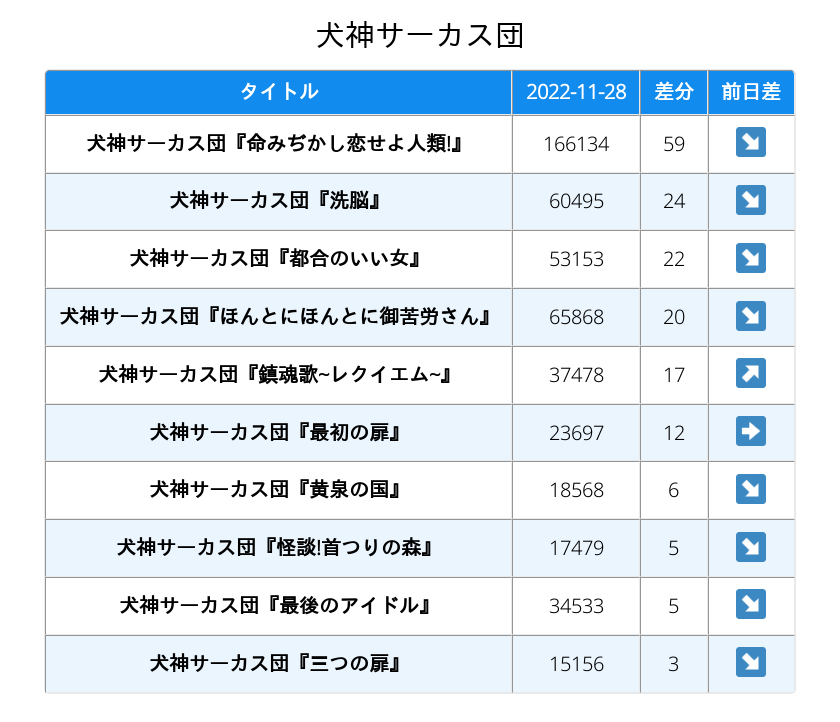 犬神サーカス団
タイトル 2022-11-28 差分 前日差
犬神サーカス団『命みぢかし恋せよ人類!』 166134 59 ↘
犬神サーカス団『洗脳』 60495 24 ↘
犬神サーカス団『都合のいい女』 53153 22 ↘
犬神サーカス団『ほんとにほんとに御苦労さん』 65868 20 ↘
犬神サーカス団『鎮魂歌~レクイエム~』 37478 17 ↗
犬神サーカス団『最初の扉』 23697 12 ➡
犬神サーカス団『黄泉の国』 18568 6 ↘
犬神サーカス団『怪談!首つりの森』 17479 5 ↘
犬神サーカス団『最後のアイドル』 34533 5 ↘
犬神サーカス団『三つの扉』 15156 3 ↘